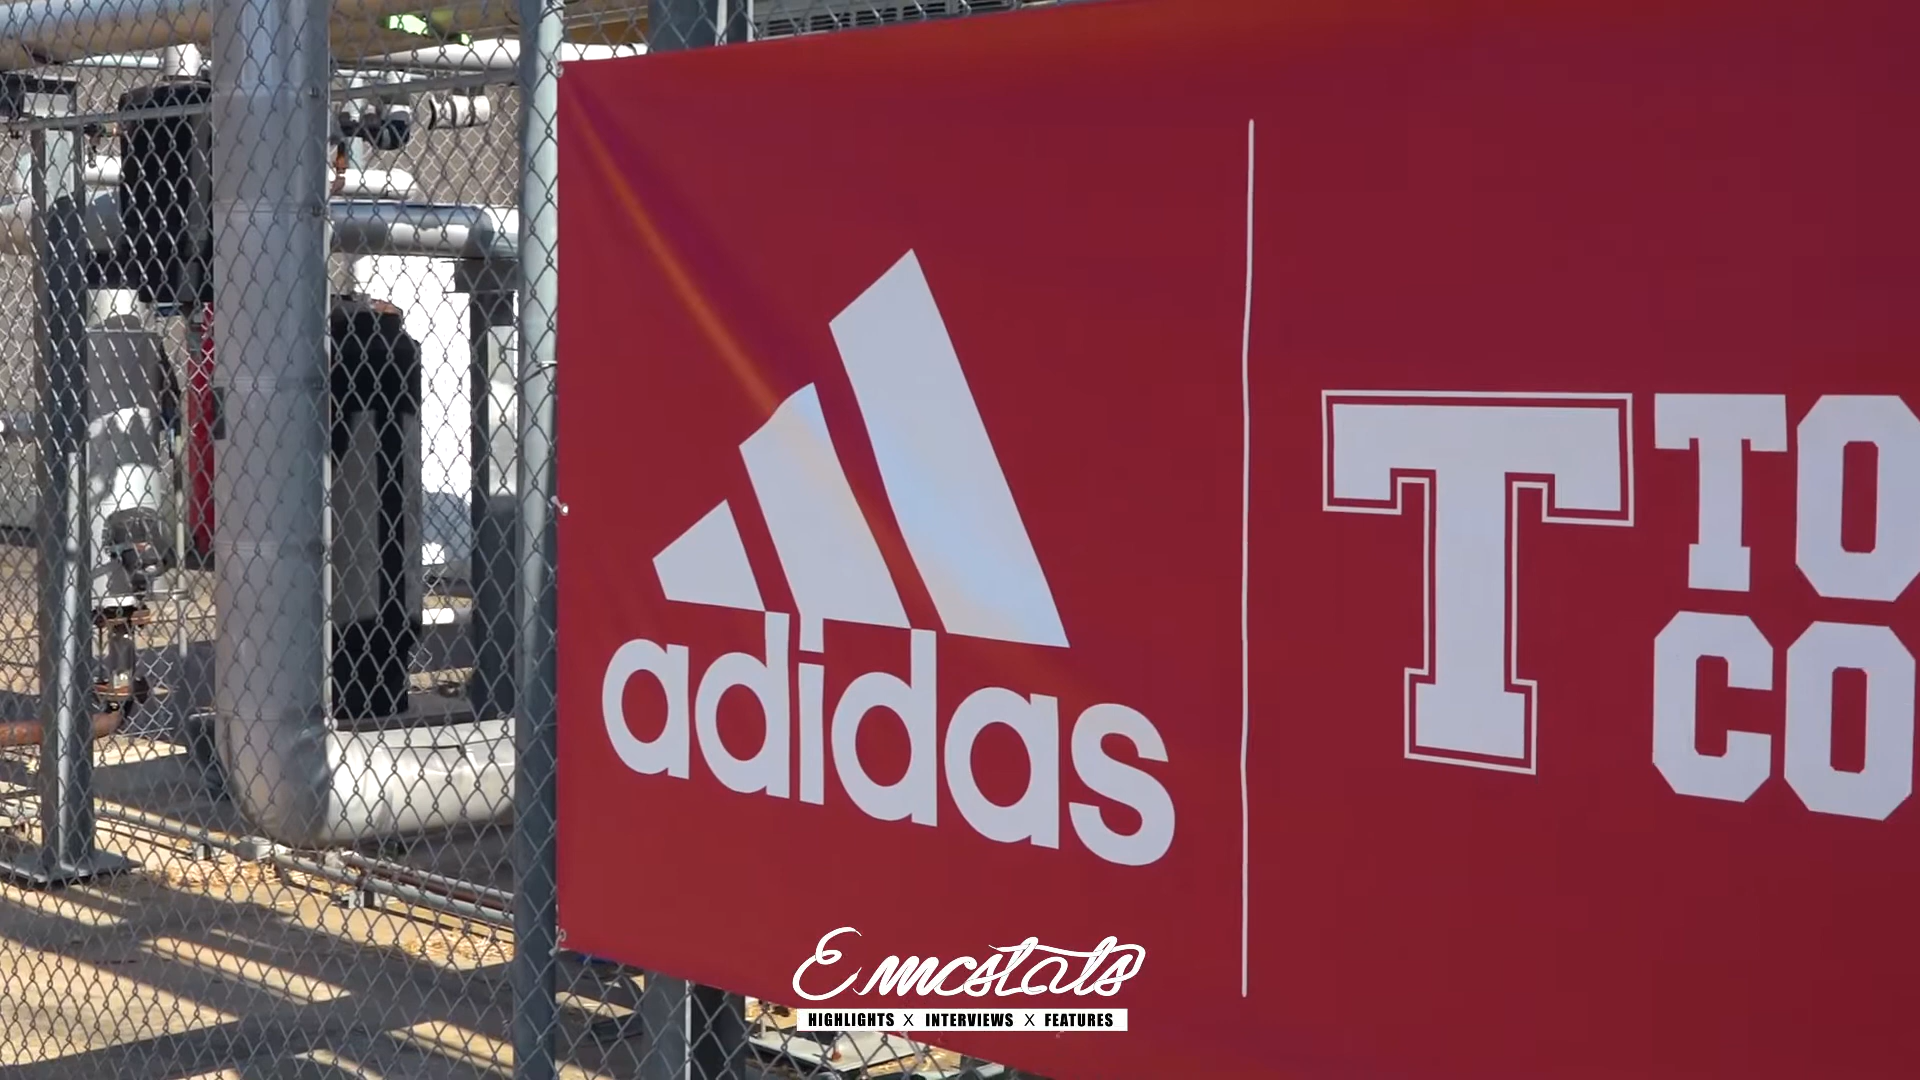 adidas
T
TO
CO
Emcstats
HIGHLIGHTS X INTERVIEWS X FEATURES